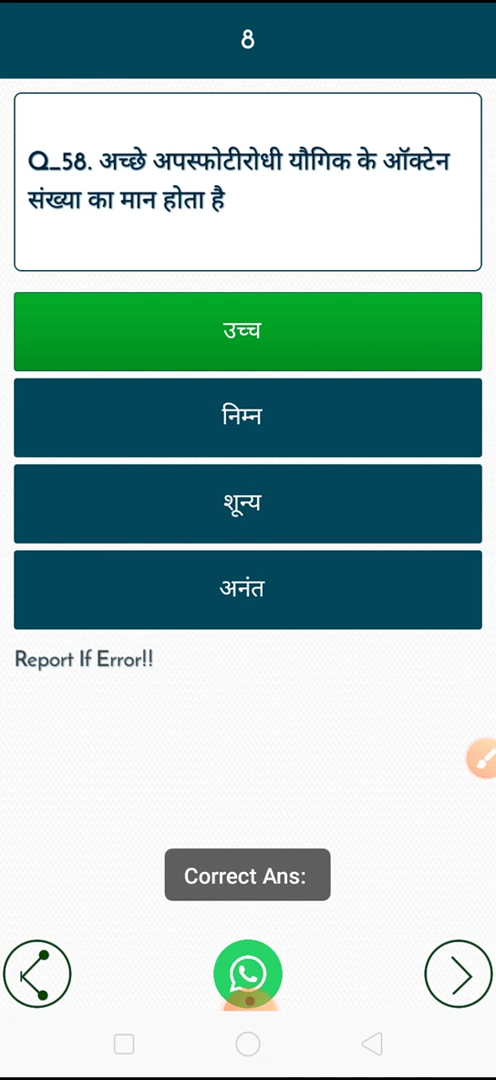 8
Q_58. अच्छे अपस्फोटीरोधी यौगिक के ऑक्टेन
संख्या का मान होता है
उच्च
निम्न
शून्य
अनंत
Report If Error!!
Correct Ans: